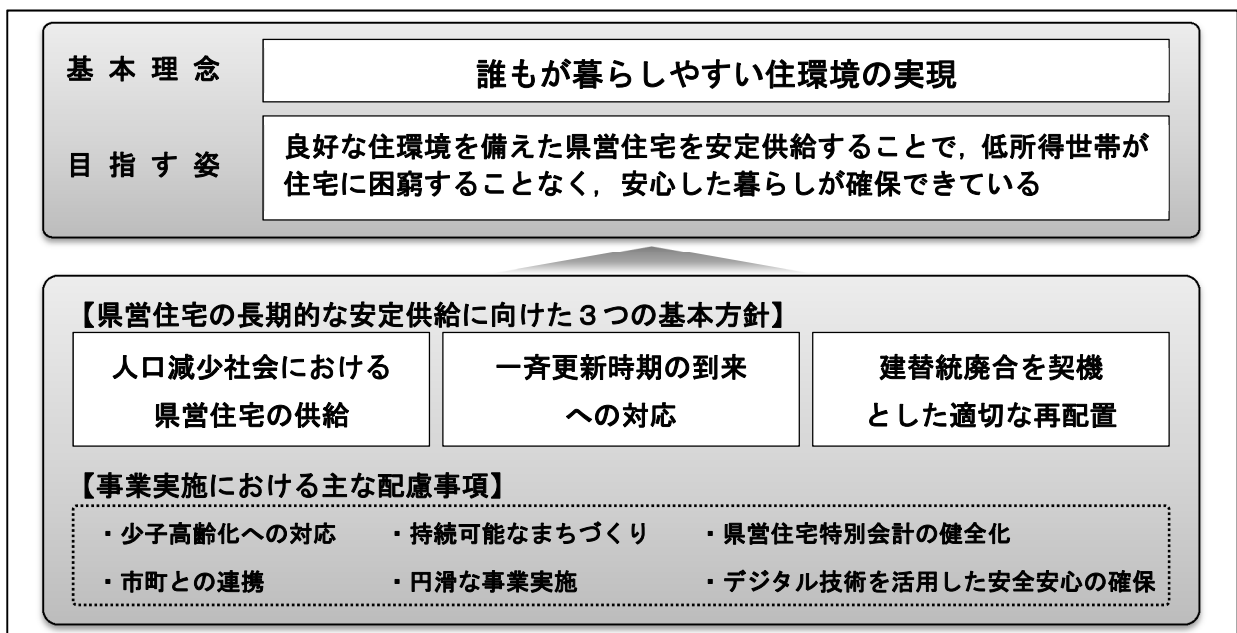 基本理念
誰もが暮らしやすい住環境の実現
目指す姿
良好な住環境を備えた県営住宅を安定供給することで，低所得世帯が
住宅に困窮することなく，安心した暮らしが確保できている
【県営住宅の長期的な安定供給に向けた３つの基本方針】
人口減少社会における
県営住宅の供給
一斉更新時期の到来
への対応
建替統廃合を契機
とした適切な再配置
【事業実施における主な配慮事項】
・少子高齢化への対応 ・持続可能なまちづくり ・県営住宅特別会計の健全化
・市町との連携 ・円滑な事業実施 ・デジタル技術を活用した安全安心の確保